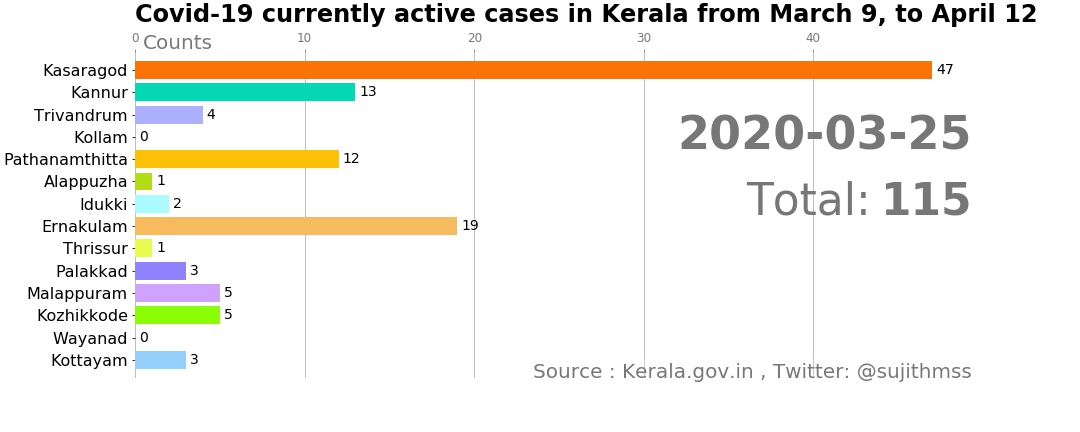 Covid-19 currently active cases in Kerala from March 9, to April 12
0 10 20 30 40
Counts
Kasaragod 47
Kannur 13
Trivandrum 4
Kollam 0
Pathanamthitta 12
Alappuzha 1
Idukki 2
Ernakulam 19
Thrissur 1
Palakkad 3
Malappuram 5
Kozhikkode 5
Wayanad 0
Kottayam 3
2020-03-25
Total: 115
Source : Kerala.gov.in , Twitter: @sujithmss